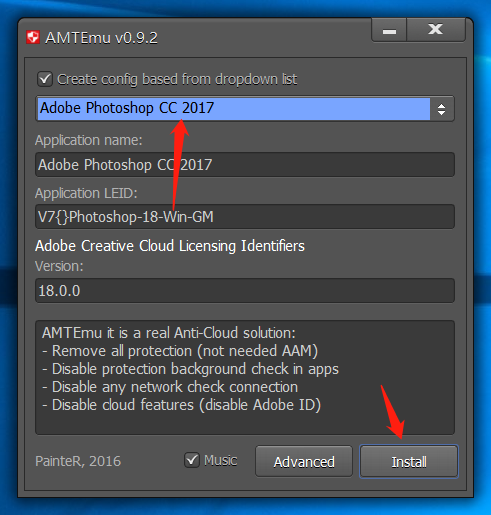 AMTEmu v0.9.2
Create config based from dropdown list
Adobe Photoshop CC 2017
Application name:
Adobe Photoshop CC 2017
Application LEID:
V7{}Photoshop-18-Win-GM
Adobe Creative Cloud Licensing Identifiers
Version:
18.0.0
AMTEmu it is a real Anti-Cloud solution:
- Remove all protection (not needed AAM)
- Disable protection background check in apps
- Disable any network check connection
- Disable cloud features (disable Adobe ID)
PainteR, 2016 Music Advanced Install